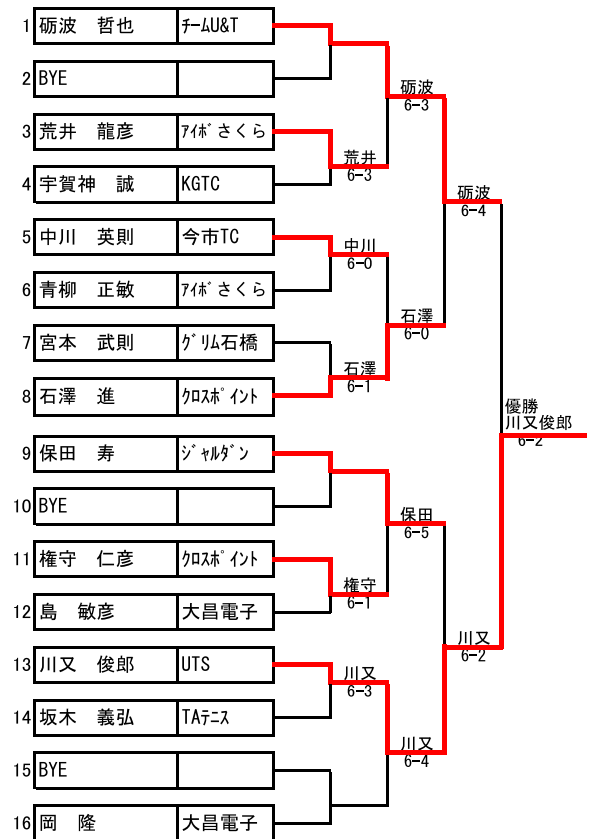 1 砺波 哲也 ﾁｰﾑU&T
2 BYE
砺波
6-3
3 荒井 龍彦 ｱｲﾎﾞさくら
荒井
6-3
4 宇賀神 誠 KGTC
砺波
6-4
5 中川 英則 今市TC
中川
6-0
6 青柳 正敏 ｱｲﾎﾞさくら
石澤
6-0
7 宮本 武則 ｸﾞﾘﾑ石橋
石澤
6-1
8 石澤 進 ｸﾛｽﾎﾟｲﾝﾄ
優勝
川又俊郎
6-2
9 保田 寿 ｼﾞｬﾙﾀﾞﾝ
10 BYE
保田
6-5
11 権守 仁彦 ｸﾛｽﾎﾟｲﾝﾄ
権守
6-1
12 島 敏彦 大昌電子
川又
6-2
13 川又 俊郎 UTS
川又
6-3
14 坂木 義弘 TAﾃﾆｽ
川又
6-4
15 BYE
16 岡 隆 大昌電子